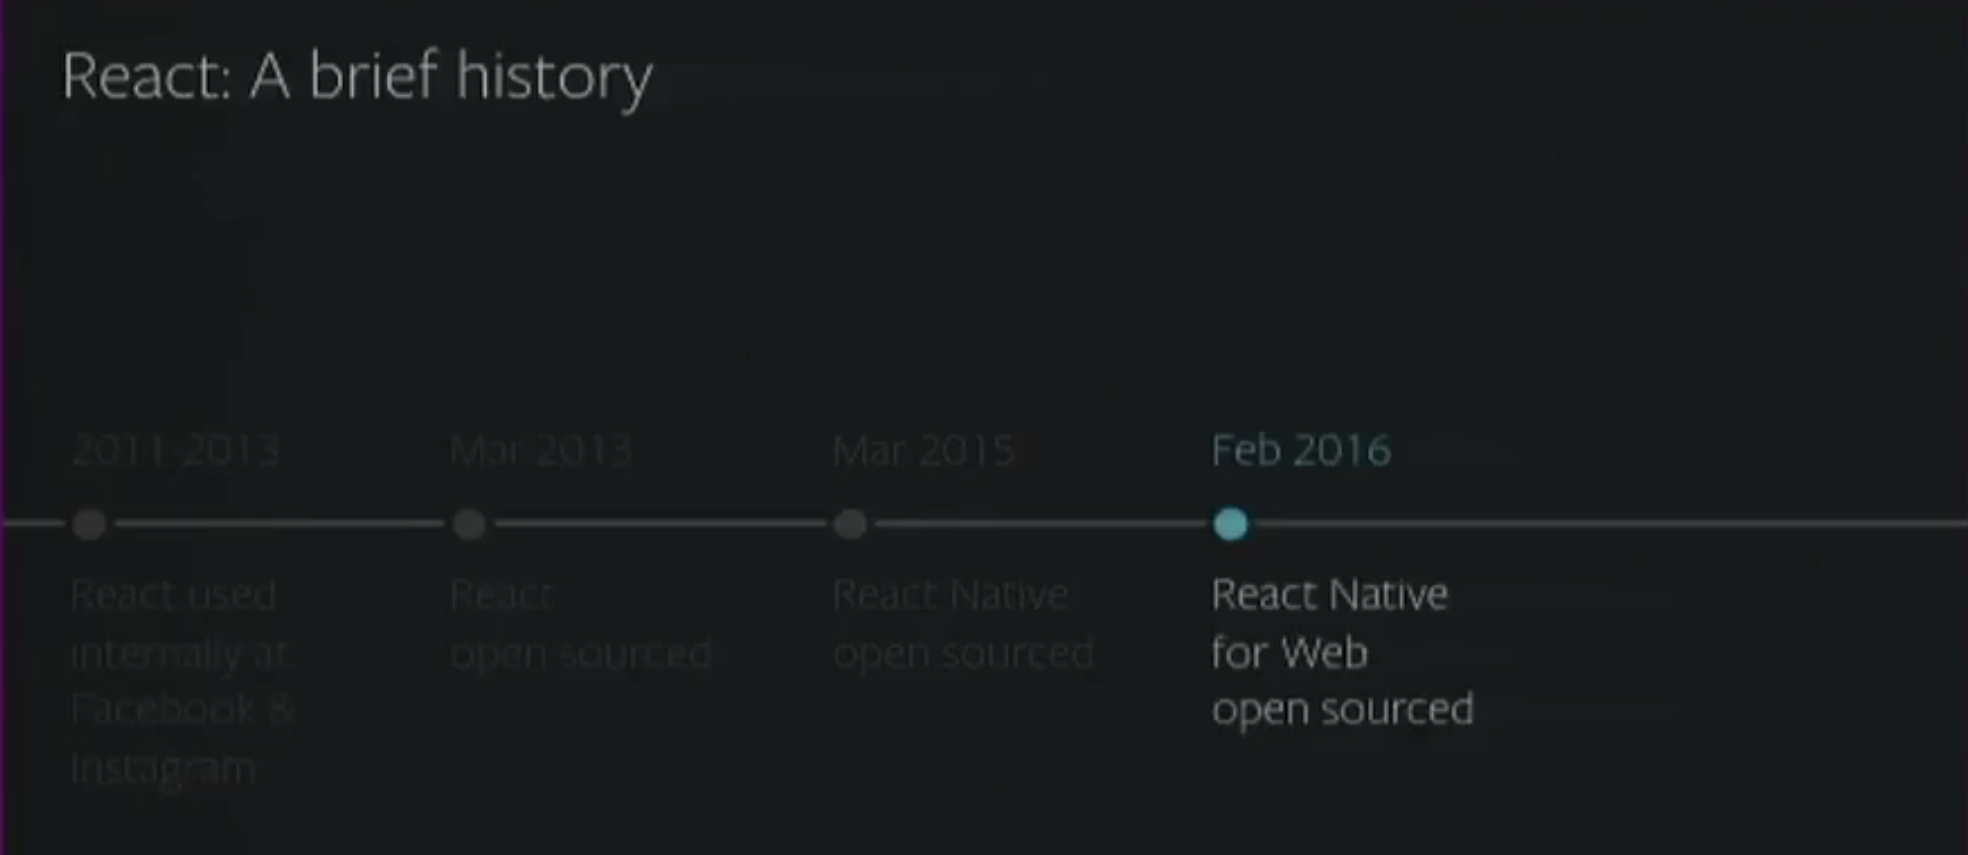 React: A brief history
2011-2013
Mar 2013
Mar 2015
Feb 2016
React used
internally at
Facebook &
Instagram
React
open sourced
React Native
open sourced
React Native
for Web
open sourced